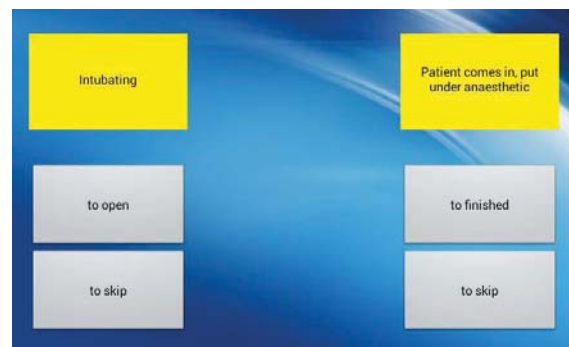 Intubating
Patient comes in, put
under anaesthetic
to open
to finished
to skip
to skip